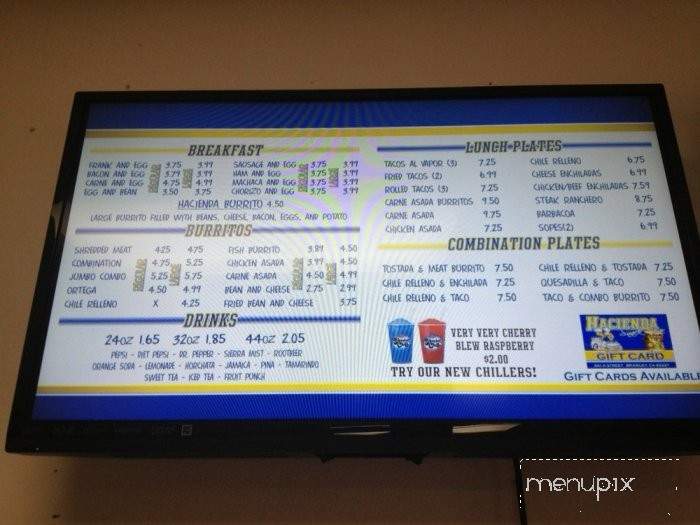 BREAKFAST
FRANK AND EGG 3.75 3.99
BACON AND EGG 3.75 3.99
CARNE AND EGG 4.75 4.99
EGG AND BEAN 3.50 3.75
REGULAR
LARGE
SAUSAGE AND EGG 3.75 3.99
HAM AND EGG 3.75 3.99
MACHACA AND EGG 3.75 3.99
CHORIZO AND EGG 3.75 3.99
REGULAR
LARGE
HACIENDA BURRITO 4.50
LARGE BURRITO FILLED WITH BEANS, CHEESE, BACON, EGGS, AND POTATO
BURRITOS
SHREDDED MEAT 4.25 4.75
COMBINATION 4.75 5.25
JUMBO COMBO 5.25 5.75
ORTEGA 4.50 4.99
CHILE RELLENO X 4.25
REGULAR
LARGE
FISH BURRITO 3.89 4.50
CHICKEN ASADA 3.99 4.50
CARNE ASADA 4.50 4.99
BEAN AND CHEESE 2.75 2.99
FRIED BEAN AND CHEESE 3.75
REGULAR
LARGE
DRINKS
24OZ 1.65 32OZ 1.85 44OZ 2.05
PEPSI - DIET PEPSI - DR. PEPPER - SIERRA MIST - ROOTBEER
ORANGE SODA - LEMONADE - HORCHATA - JAMAICA - PINA - TAMARINDO
SWEET TEA - ICED TEA - FRUIT PUNCH
LUNCH PLATES
TACOS AL VAPOR (3) 7.25
FRIED TACOS (2) 6.99
ROLLED TACOS (3) 7.25
CARNE ASADA BURRITOS 9.50
CARNE ASADA 9.75
CHICKEN ASADA 7.25
CHILE RELLENO 6.75
CHEESE ENCHILADAS 6.99
CHICKEN/BEEF ENCHILADAS 7.59
STEAK RANCHERO 8.75
BARBACOA 7.25
SOPES(2) 6.99
COMBINATION PLATES
TOSTADA & MEAT BURRITO 7.50
CHILE RELLENO & ENCHILADA 7.50
CHILE RELLENO & TACO 7.50
CHILE RELLENO & TOSTADA 7.25
QUESADILLA & TACO 7.50
TACO & COMBO BURRITO 7.50
VERY VERY CHERRY
BLEW RASPBERRY
$2.00
TRY OUR NEW CHILLERS!
HACIENDA
GIFT CARD
GIFT CARDS AVAILABLE
menupix